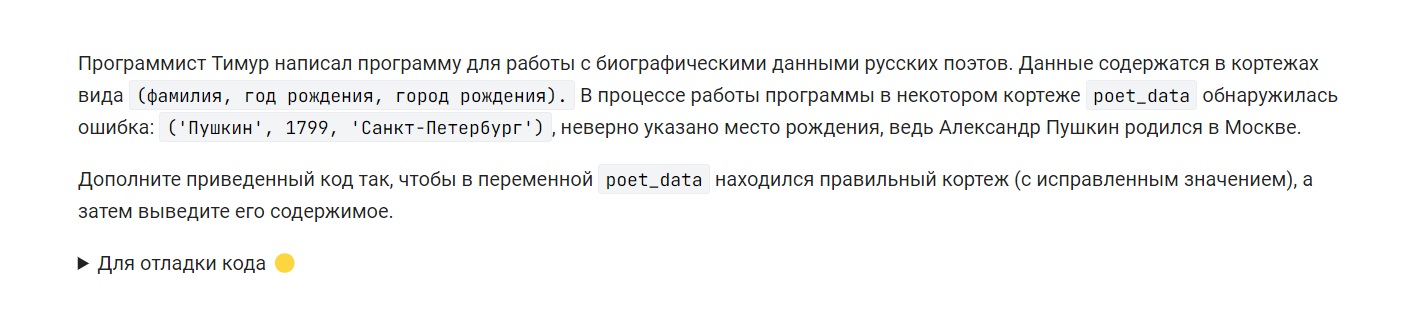 Программист Тимур написал программу для работы с биографическими данными русских поэтов. Данные содержатся в кортежах
вида (фамилия, год рождения, город рождения). В процессе работы программы в некотором кортеже poet_data обнаружилась
ошибка: ('Пушкин', 1799, 'Санкт-Петербург'), неверно указано место рождения, ведь Александр Пушкин родился в Москве.
Дополните приведенный код так, чтобы в переменной poet_data находился правильный кортеж (с исправленным значением), а
затем выведите его содержимое.
Для отладки кода